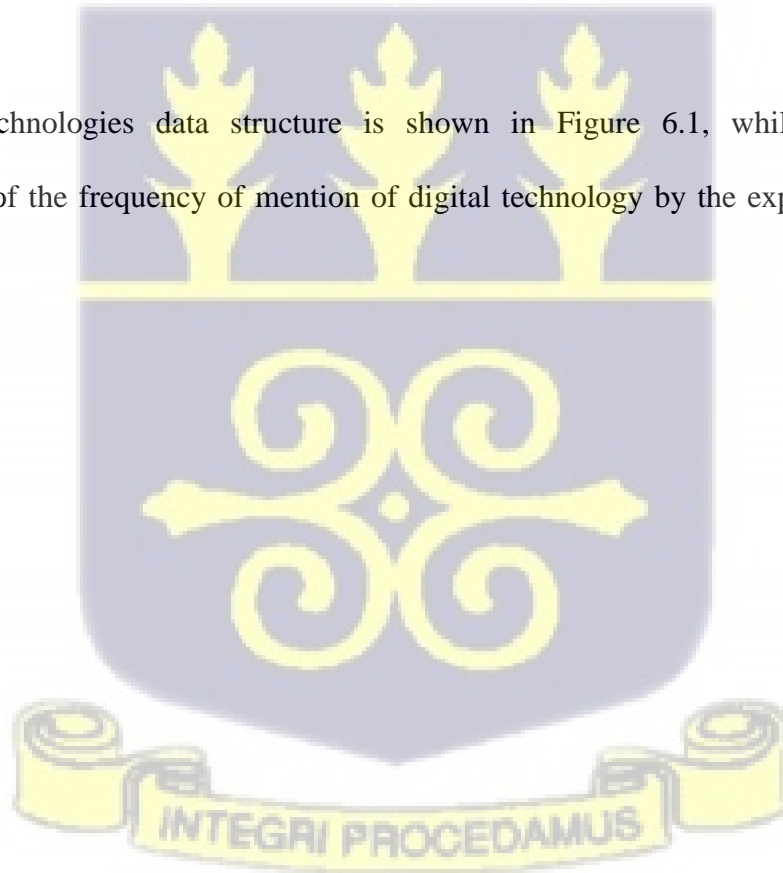 chnologies data structure is shown in Figure 6.1, whil
of the frequency of mention of digital technology by the exp
INTEGRI PROCEDAMUS